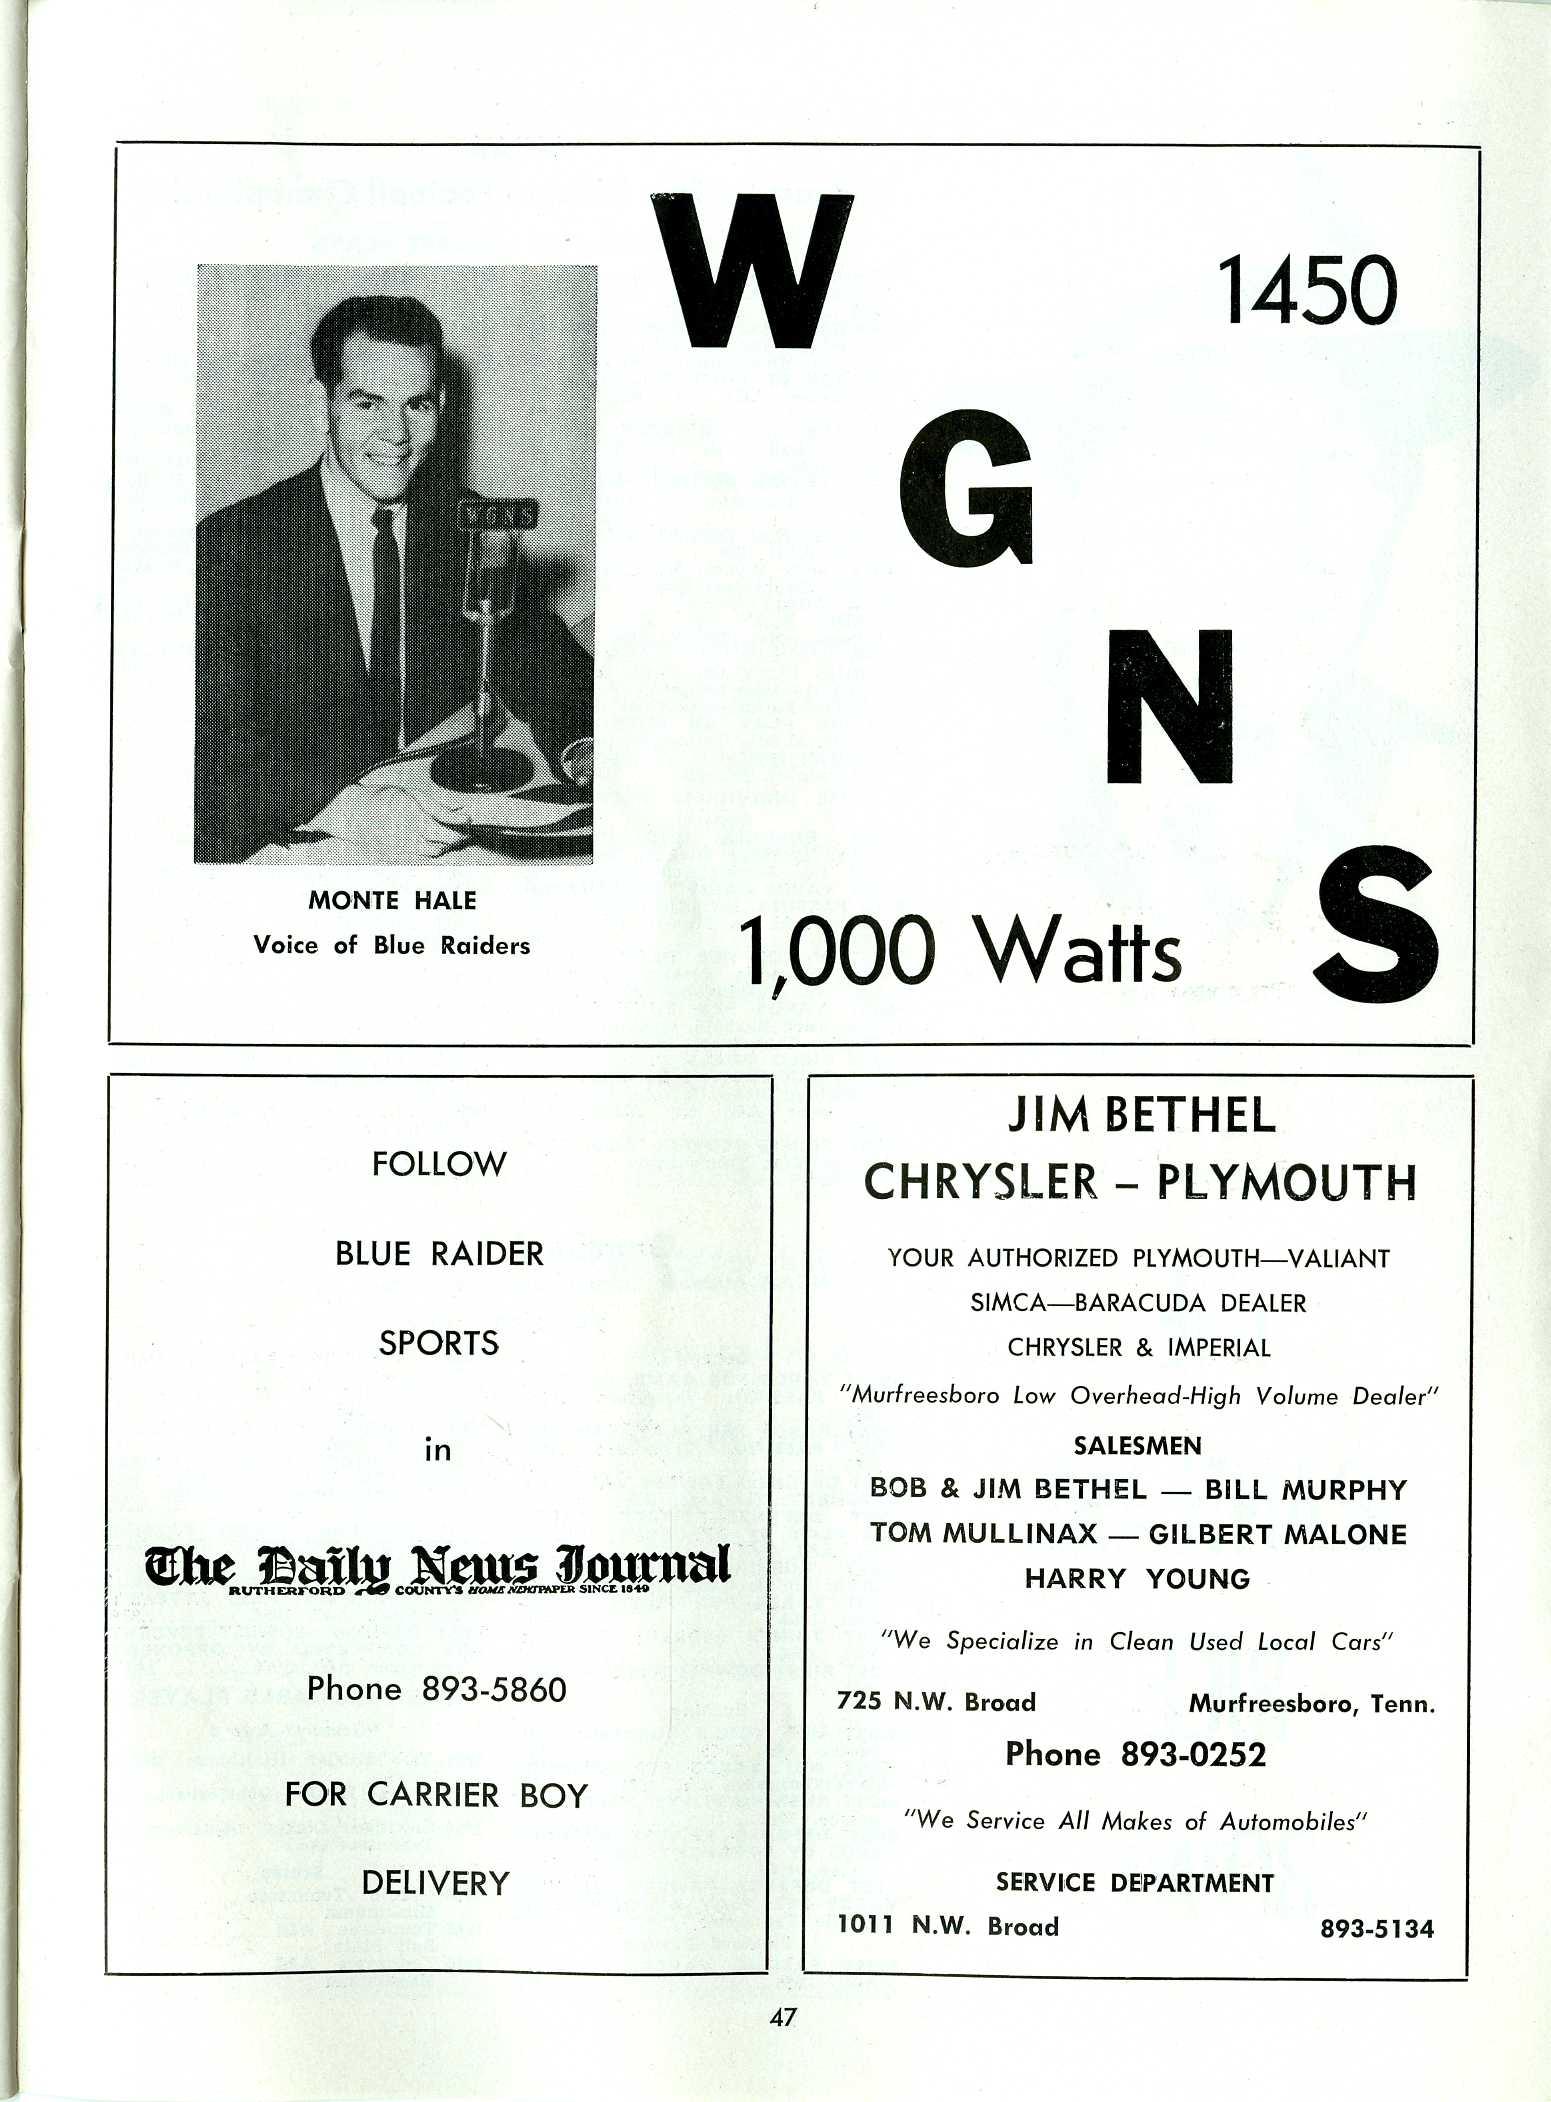 W
1450
G
WGNS
N
S
MONTE HALE
Voice of Blue Raiders
1,000 Watts
FOLLOW
BLUE RAIDER
SPORTS
in
The Daily News Journal
RUTHERFORD COUNTY'S HOME NEWSPAPER SINCE 1849
Phone 893-5860
FOR CARRIER BOY
DELIVERY
JIM BETHEL
CHRYSLER – PLYMOUTH
YOUR AUTHORIZED PLYMOUTH—VALIANT
SIMCA—BARACUDA DEALER
CHRYSLER & IMPERIAL
"Murfreesboro Low Overhead-High Volume Dealer"
SALESMEN
BOB & JIM BETHEL — BILL MURPHY
TOM MULLINAX — GILBERT MALONE
HARRY YOUNG
"We Specialize in Clean Used Local Cars"
725 N.W. Broad Murfreesboro, Tenn.
Phone 893-0252
"We Service All Makes of Automobiles"
SERVICE DEPARTMENT
1011 N.W. Broad 893-5134
47